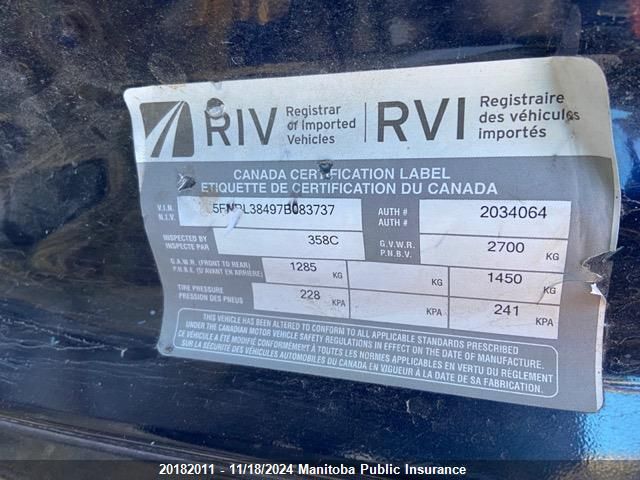 RIV Registrar of Imported Vehicles | RVI Registraire des véhicules importés
CANADA CERTIFICATION LABEL
ETIQUETTE DE CERTIFICATION DU CANADA
V.I.N.
N.I.V.
AUTH #
AUTH #
2034064
INSPECTED BY
INSPECTE PAR
358C
G.V.W.R.
P.N.B.V.
2700 KG
G.A.W.R. (FRONT TO REAR)
P.N.B.E. (S'AVANT EN ARRIÈRE)
1285 KG
KG
1450 KG
TIRE PRESSURE
PRESSION DES PNEUS
228 KPA
KPA
241 KPA
THIS VEHICLE HAS BEEN ALTERED TO CONFORM TO ALL APPLICABLE STANDARDS PRESCRIBED
UNDER THE CANADIAN MOTOR VEHICLE SAFETY REGULATIONS IN EFFECT ON THE DATE OF MANUFACTURE.
CE VÉHICULE A ÉTÉ MODIFIÉ CONFORMÉMENT À TOUTES LES NORMES APPLICABLES EN VERTU DU RÈGLEMENT
SUR LA SÉCURITÉ DES VÉHICULES AUTOMOBILES DU CANADA EN VIGUEUR À LA DATE DE SA FABRICATION.
20182011 - 11/18/2024 Manitoba Public Insurance